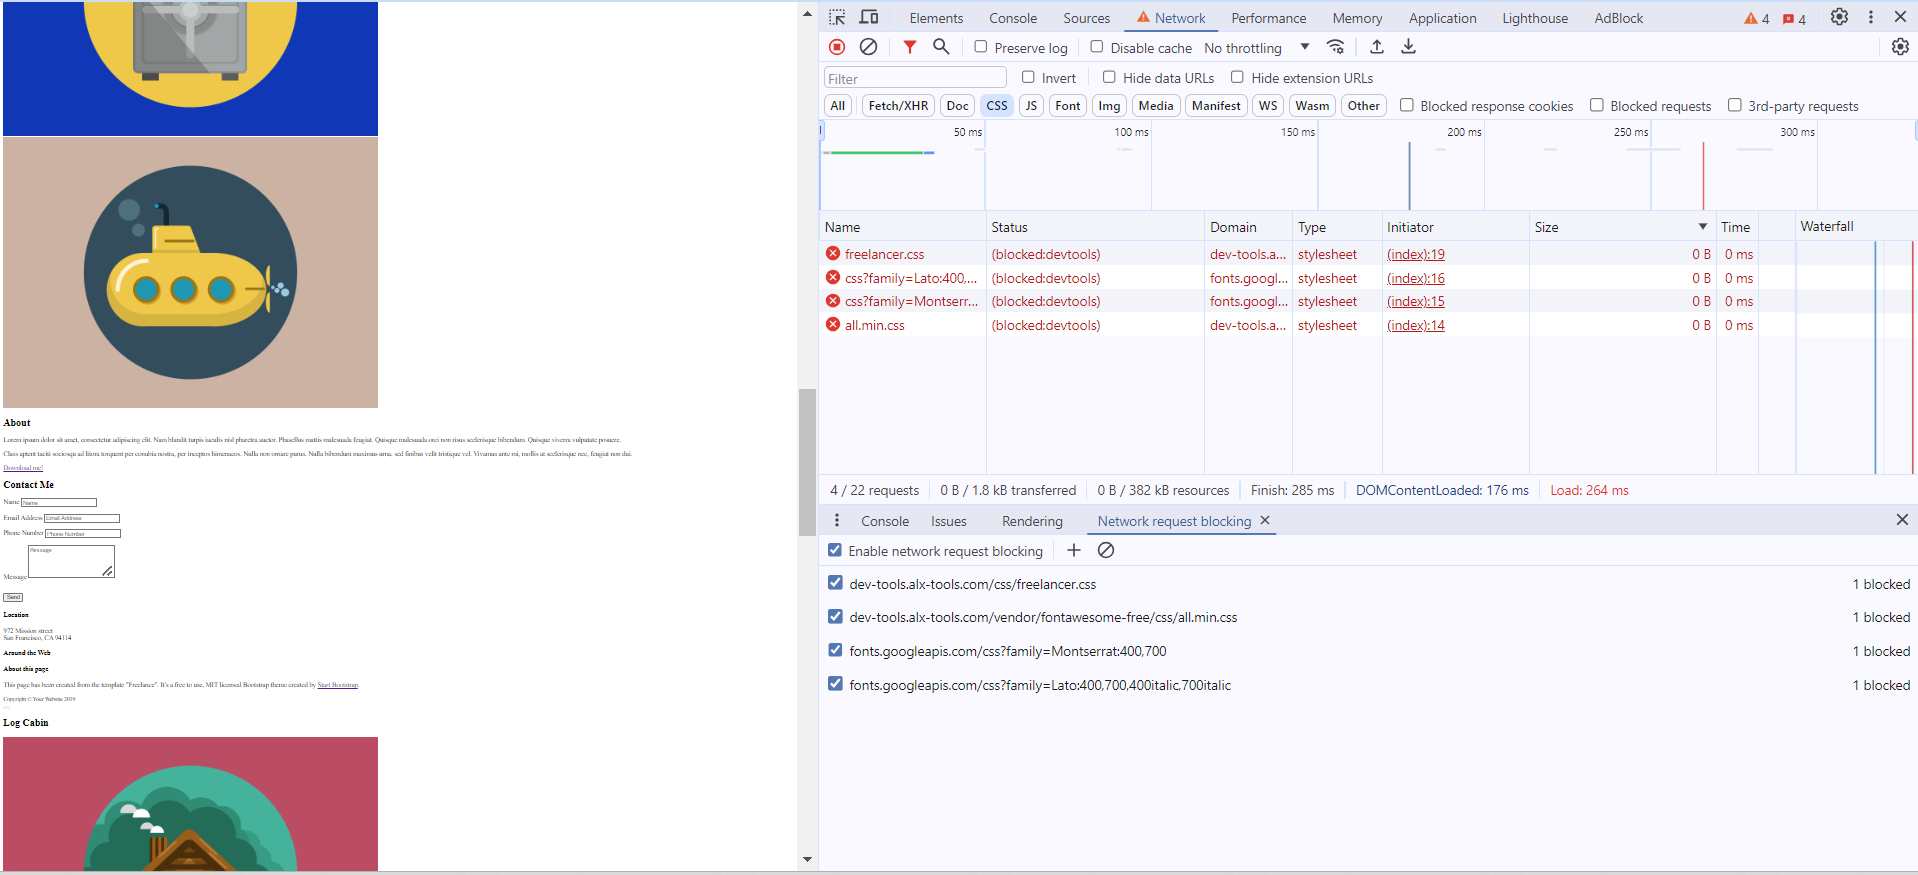 About
Lorem ipsum dolor sit amet, consectetur adipiscing elit. Nam blandit turpis iaculis nisl pharetra auctor. Phasellus mattis malesuada feugiat. Quisque malesuada orci non risus scelerisque bibendum. Quisque viverra vulputate posuere.
Class aptent taciti sociosqu ad litora torquent per conubia nostra, per inceptos himenaeos. Nulla non ornare purus. Nulla bibendum maximus urna, sed finibus velit tristique vel. Vivamus ante mi, mollis at scelerisque nec, feugiat non dui.
Download me!
Contact Me
Name Name
Email Address Email Address
Phone Number Phone Number
Message Message
Send
Location
972 Mission street
San Francisco, CA 94114
Around the Web
About this page
This page has been created from the template "Freelance". It's a free to use, MIT licensed Bootstrap theme created by Start Bootstrap.
Copyright © Your Website 2019
Log Cabin
Elements Console Sources Network Performance Memory Application Lighthouse AdBlock 4 4
Preserve log Disable cache No throttling
Filter Invert Hide data URLs Hide extension URLs
All Fetch/XHR Doc CSS JS Font Img Media Manifest WS Wasm Other Blocked response cookies Blocked requests 3rd-party requests
50 ms 100 ms 150 ms 200 ms 250 ms 300 ms
Name Status Domain Type Initiator Size Time Waterfall
freelancer.css (blocked:devtools) dev-tools.a... stylesheet (index):19 0 B 0 ms
css?family=Lato:400,... (blocked:devtools) fonts.googl... stylesheet (index):16 0 B 0 ms
css?family=Montserr... (blocked:devtools) fonts.googl... stylesheet (index):15 0 B 0 ms
all.min.css (blocked:devtools) dev-tools.a... stylesheet (index):14 0 B 0 ms
4 / 22 requests 0 B / 1.8 kB transferred 0 B / 382 kB resources Finish: 285 ms DOMContentLoaded: 176 ms Load: 264 ms
Console Issues Rendering Network request blocking
Enable network request blocking
dev-tools.alx-tools.com/css/freelancer.css 1 blocked
dev-tools.alx-tools.com/vendor/fontawesome-free/css/all.min.css 1 blocked
fonts.googleapis.com/css?family=Montserrat:400,700 1 blocked
fonts.googleapis.com/css?family=Lato:400,700,400italic,700italic 1 blocked